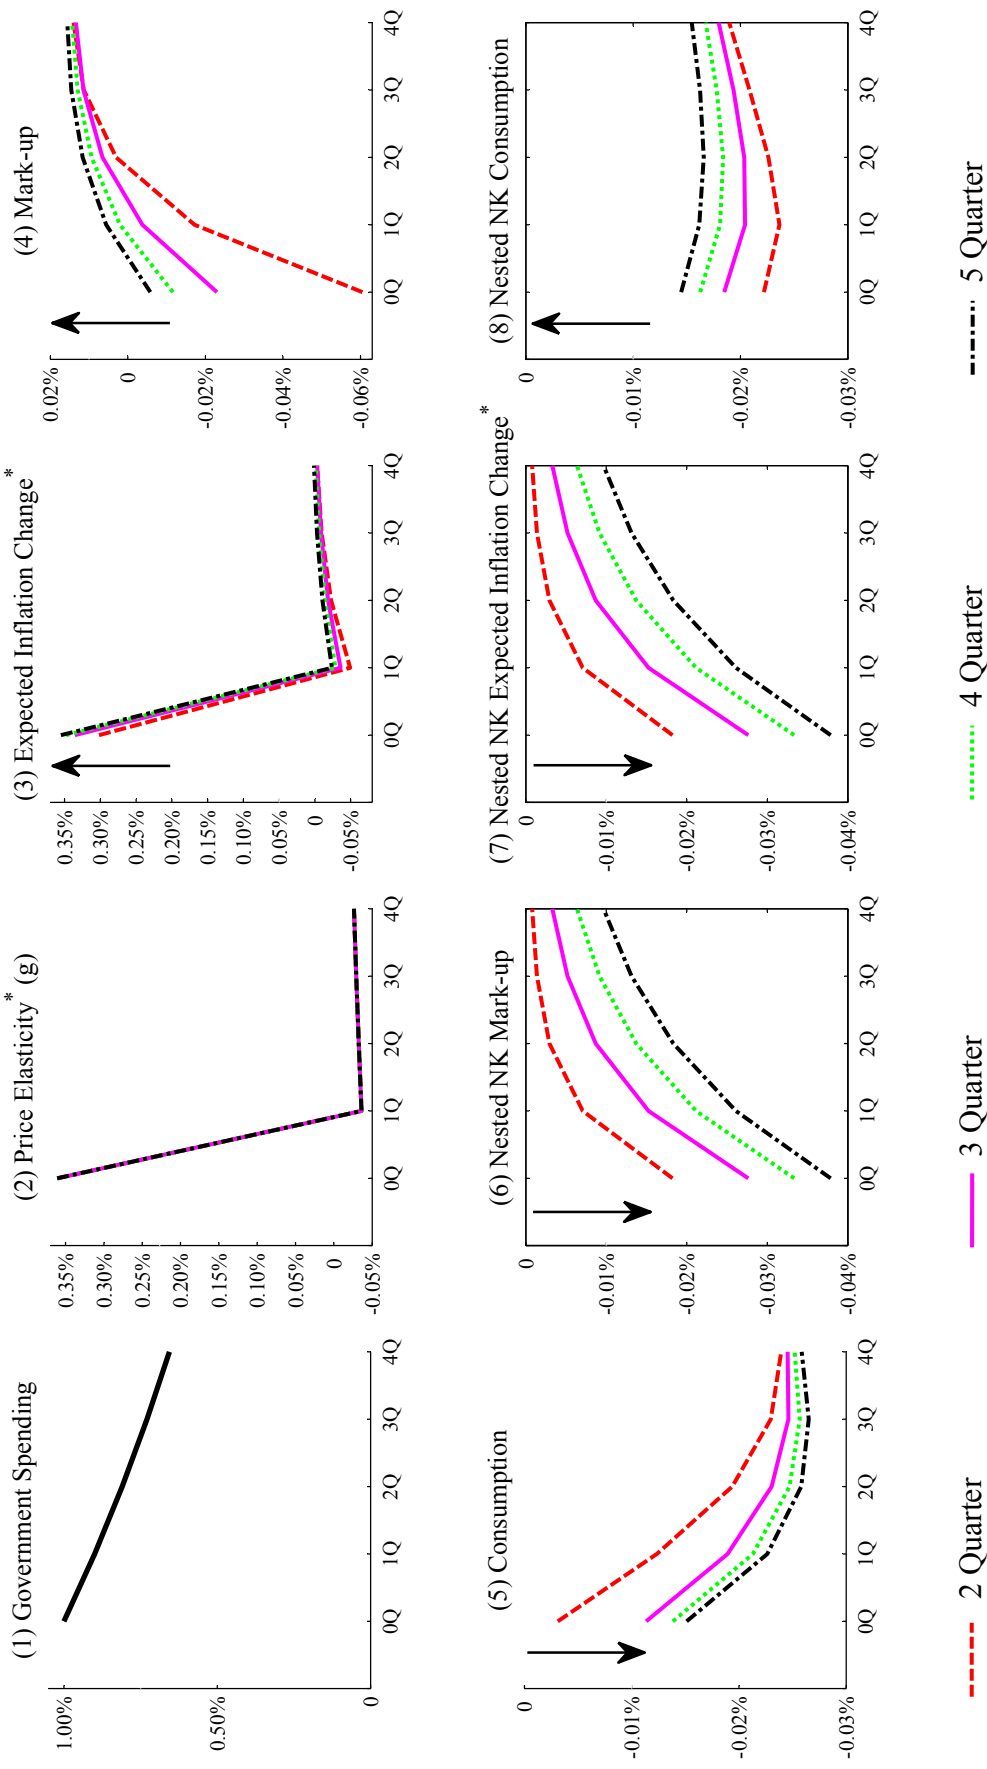 (1) Government Spending
1.00%
0.50%
0
0Q 1Q 2Q 3Q 4Q
(2) Price Elasticity* (g)
0.35%
0.30%
0.25%
0.20%
0.15%
0.10%
0.05%
0
-0.05%
0Q 1Q 2Q 3Q 4Q
(3) Expected Inflation Change*
0.35%
0.30%
0.25%
0.20%
0.15%
0.10%
0.05%
0
-0.05%
0Q 1Q 2Q 3Q 4Q
(4) Mark-up
0.02%
0
-0.02%
-0.04%
-0.06%
0Q 1Q 2Q 3Q 4Q
(5) Consumption
0
-0.01%
-0.02%
-0.03%
0Q 1Q 2Q 3Q 4Q
(6) Nested NK Mark-up
0
-0.01%
-0.02%
-0.03%
-0.04%
0Q 1Q 2Q 3Q 4Q
(7) Nested NK Expected Inflation Change*
0
-0.01%
-0.02%
-0.03%
-0.04%
0Q 1Q 2Q 3Q 4Q
(8) Nested NK Consumption
0
-0.01%
-0.02%
-0.03%
0Q 1Q 2Q 3Q 4Q
2 Quarter 3 Quarter 4 Quarter 5 Quarter